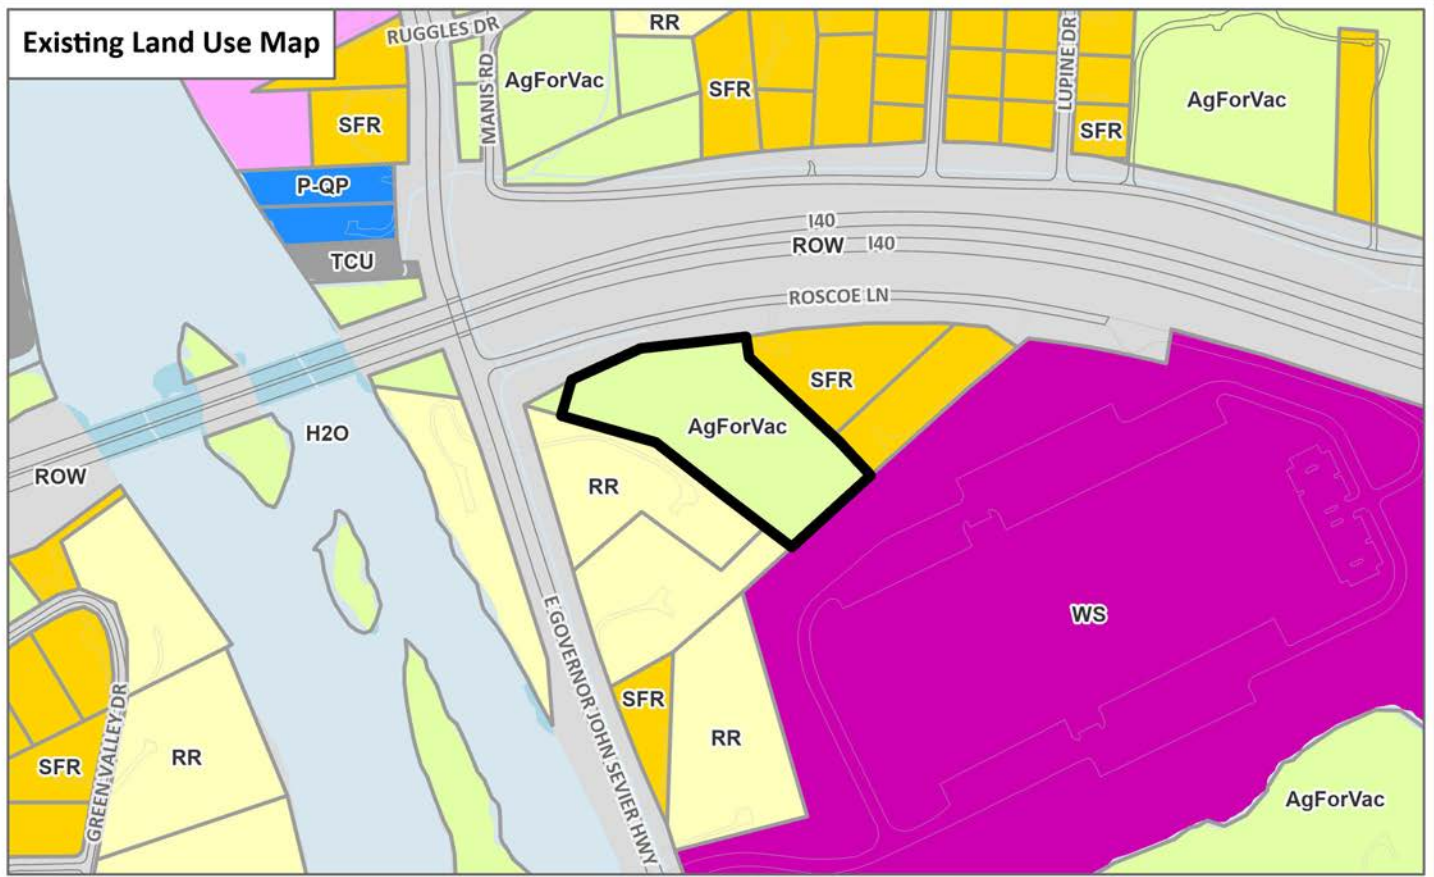 Existing Land Use Map
RUGGLES DR
RR
MANIS RD
AgForVac
SFR
LUPINE DR
AgForVac
SFR
SFR
P-QP
TCU
I40
ROW
I40
ROSCOE LN
SFR
AgForVac
H2O
ROW
RR
WS
E GOVERNOR JOHN SEVIER HWY
SFR
RR
GREEN VALLEY DR
SFR
RR
AgForVac